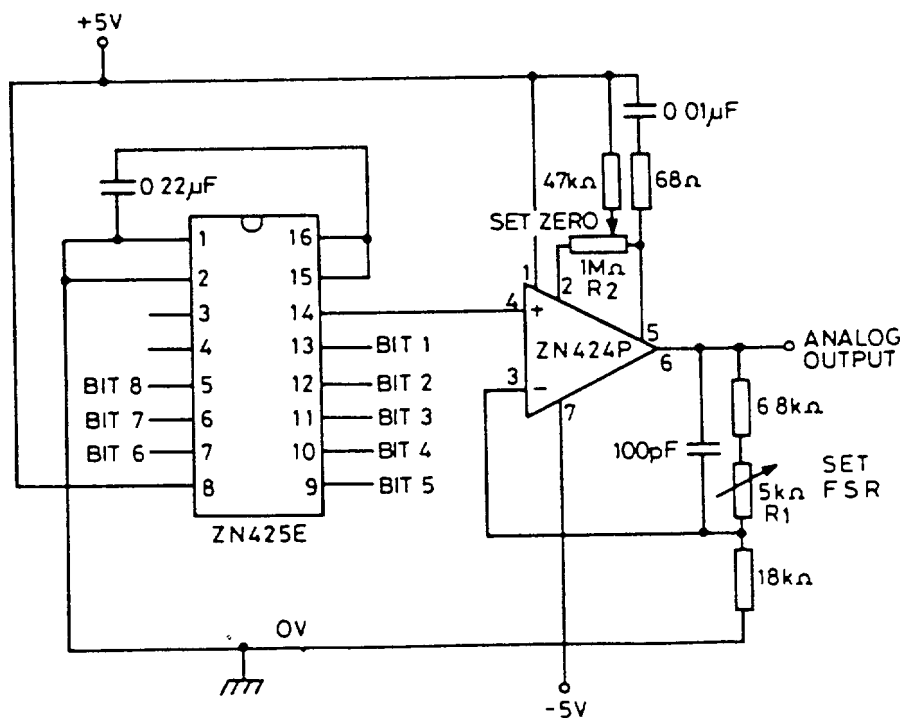 +5V
0.22µF
0 01µF
47kΩ
68Ω
SET ZERO
1MΩ
R2
1
2
3
4
BIT 8 5
BIT 7 6
BIT 6 7
8
16
15
14
13 BIT 1
12 BIT 2
11 BIT 3
10 BIT 4
9 BIT 5
ZN425E
1
2
4
+
3
−
ZN424P
5
6
7
ANALOG
OUTPUT
6 8kΩ
100pF
SET
FSR
5kΩ
R1
18kΩ
0V
-5V